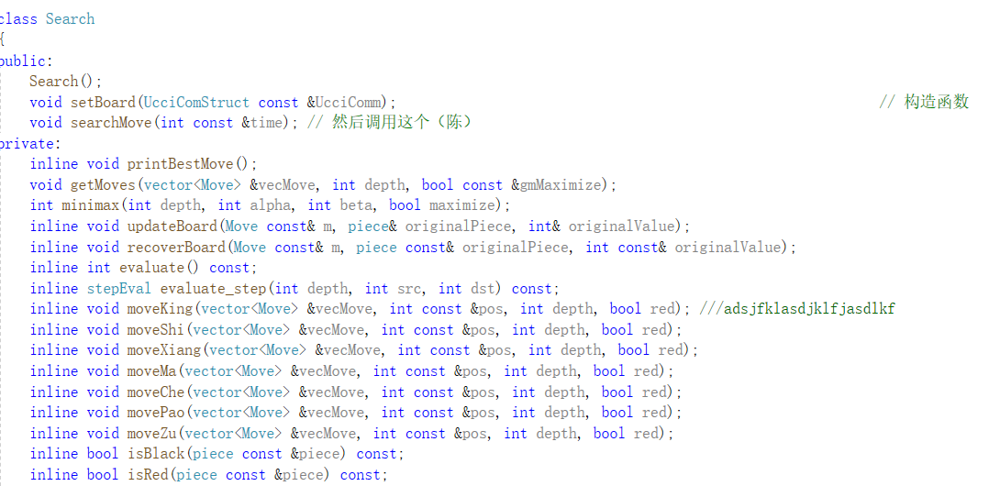 class Search
{
public:
    Search();
    void setBoard(UcciComStruct const &UcciComm); // 构造函数
    void searchMove(int const &time); // 然后调用这个（陈）
private:
    inline void printBestMove();
    void getMoves(vector<Move> &vecMove, int depth, bool const &gmMaximize);
    int minimax(int depth, int alpha, int beta, bool maximize);
    inline void updateBoard(Move const& m, piece& originalPiece, int& originalValue);
    inline void recoverBoard(Move const& m, piece const& originalPiece, int const& originalValue);
    inline int evaluate() const;
    inline stepEval evaluate_step(int depth, int src, int dst) const;
    inline void moveKing(vector<Move> &vecMove, int const &pos, int depth, bool red); ///adsjfklasdjklfjasdlkf
    inline void moveShi(vector<Move> &vecMove, int const &pos, int depth, bool red);
    inline void moveXiang(vector<Move> &vecMove, int const &pos, int depth, bool red);
    inline void moveMa(vector<Move> &vecMove, int const &pos, int depth, bool red);
    inline void moveChe(vector<Move> &vecMove, int const &pos, int depth, bool red);
    inline void movePao(vector<Move> &vecMove, int const &pos, int depth, bool red);
    inline void moveZu(vector<Move> &vecMove, int const &pos, int depth, bool red);
    inline bool isBlack(piece const &piece) const;
    inline bool isRed(piece const &piece) const;